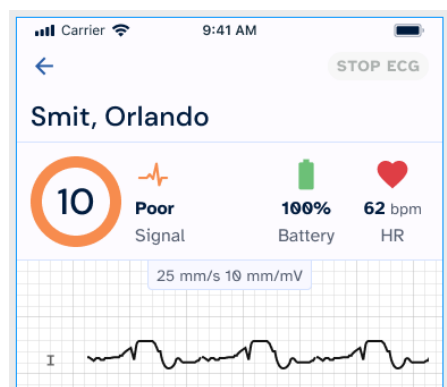 Carrier 9:41 AM
STOP ECG
Smit, Orlando
10
Poor 100% 62 bpm
Signal Battery HR
25 mm/s 10 mm/mV
I